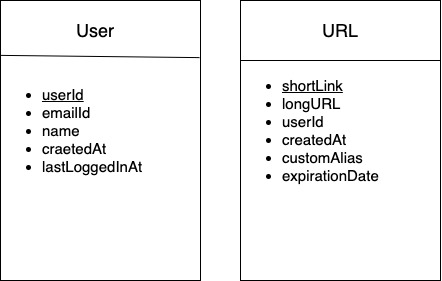 User
userId
emailId
name
craetedAt
lastLoggedInAt
URL
shortLink
longURL
userId
createdAt
customAlias
expirationDate